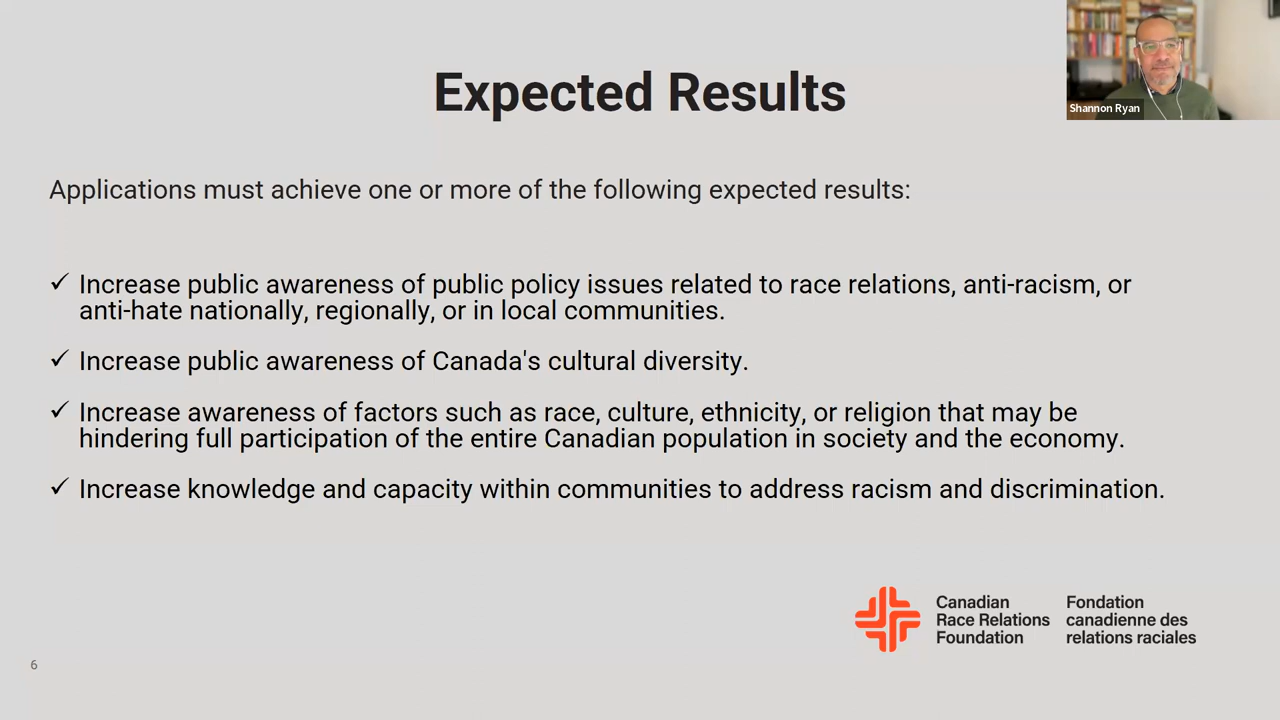 Shannon Ryan
Expected Results
Applications must achieve one or more of the following expected results:
✓ Increase public awareness of public policy issues related to race relations, anti-racism, or
anti-hate nationally, regionally, or in local communities.
✓ Increase public awareness of Canada's cultural diversity.
✓ Increase awareness of factors such as race, culture, ethnicity, or religion that may be
hindering full participation of the entire Canadian population in society and the economy.
✓ Increase knowledge and capacity within communities to address racism and discrimination.
Canadian
Race Relations
Foundation
Fondation
canadienne des
relations raciales
6